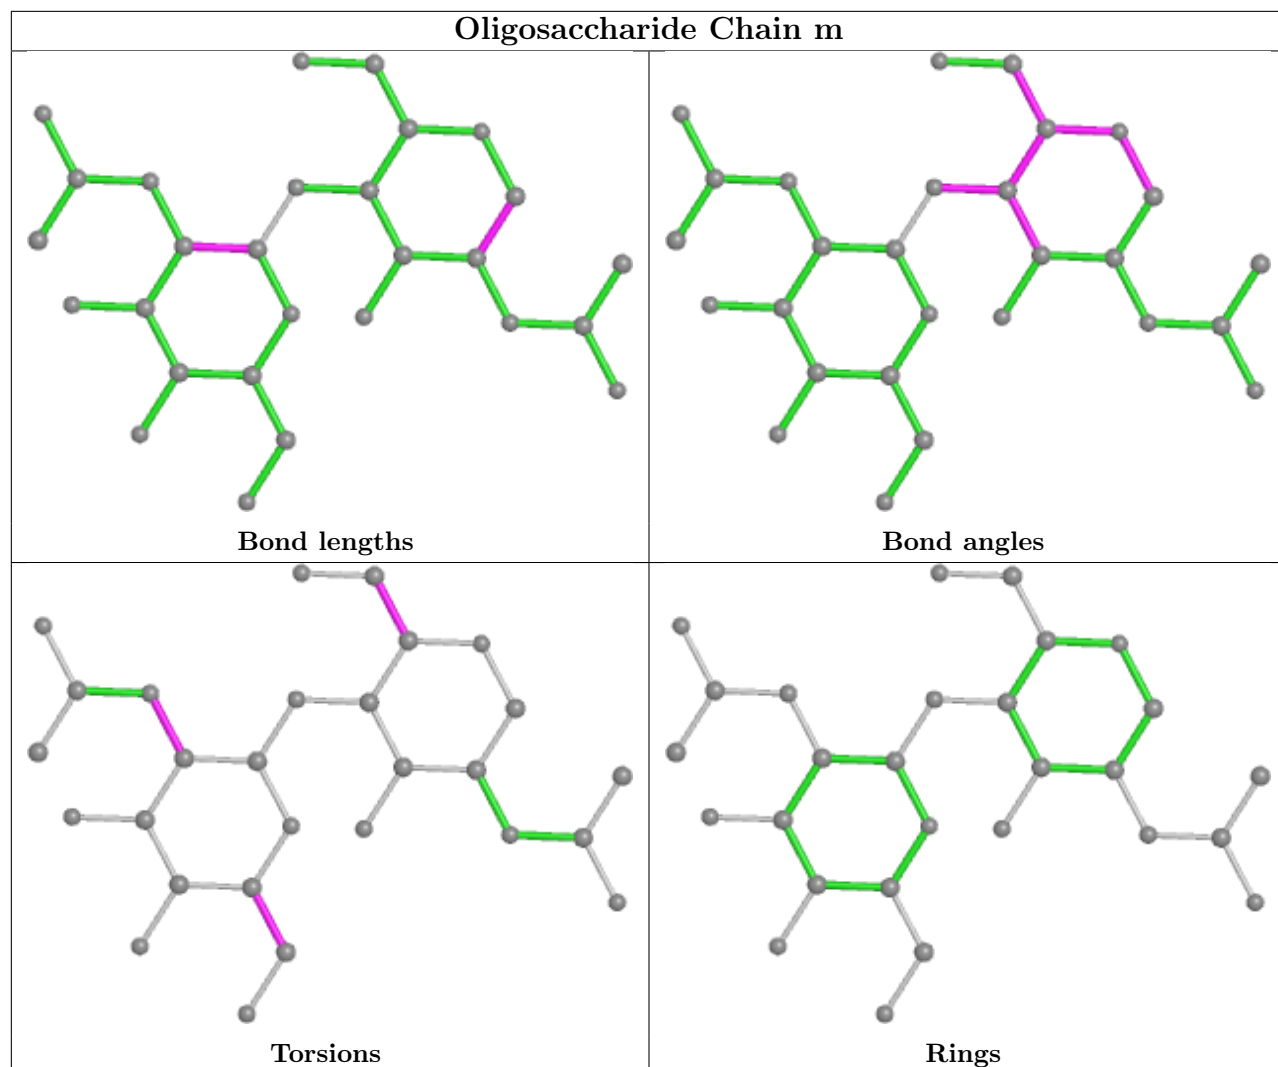 Oligosaccharide Chain m
Bond lengths
Bond angles
Torsions
Rings